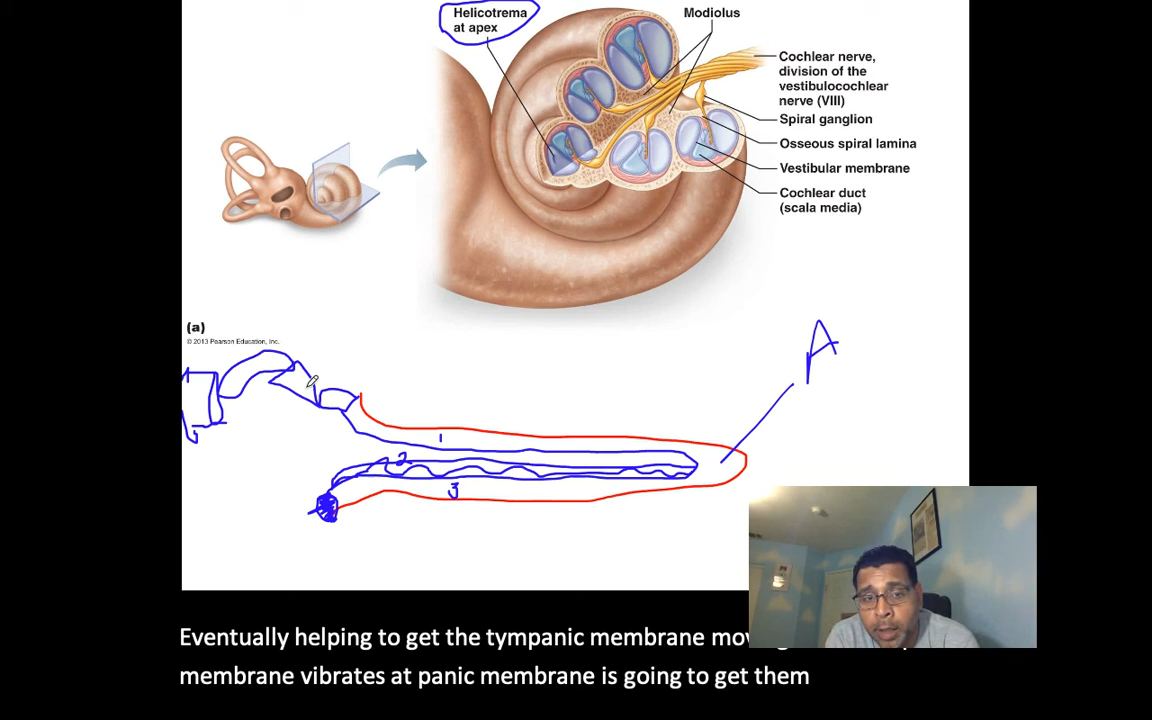 Helicotrema
at apex
Modiolus
Cochlear nerve,
division of the
vestibulocochlear
nerve (VIII)
Spiral ganglion
Osseous spiral lamina
Vestibular membrane
Cochlear duct
(scala media)
(a)
© 2013 Pearson Education, Inc.
A
1
2
3
Eventually helping to get the tympanic membrane
membrane vibrates at panic membrane is going to get them